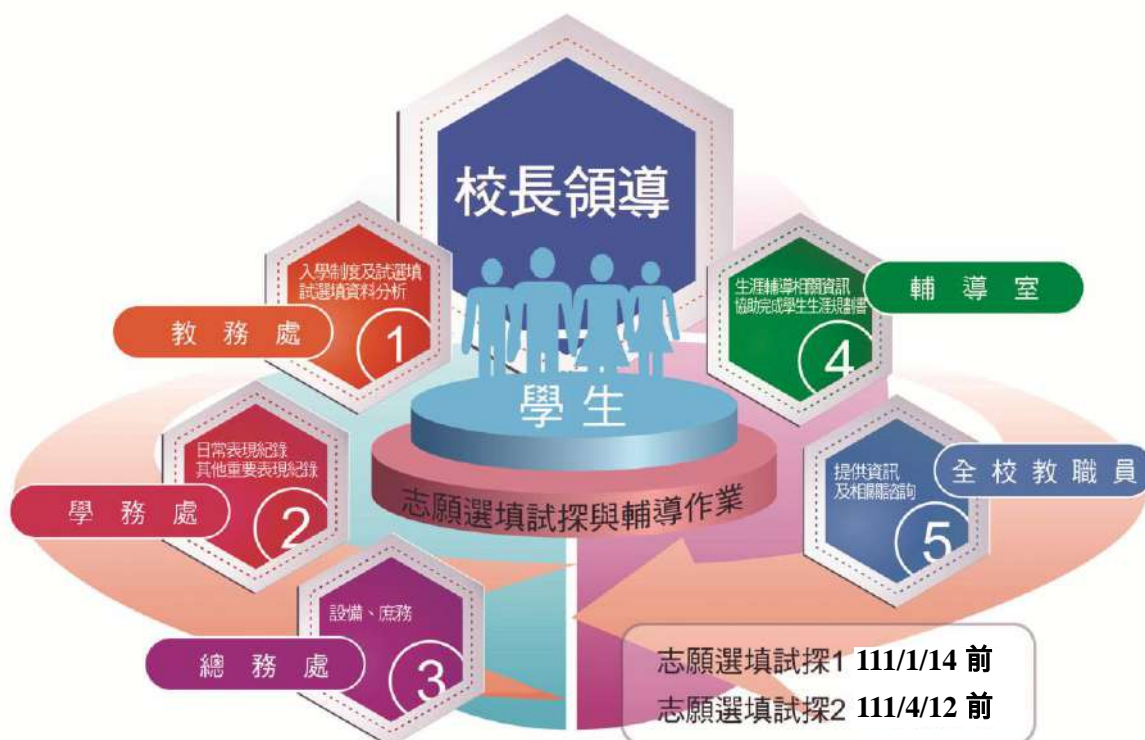 校長領導
入學制度及試選填
試選填資料分析
教務處
1
日常表現紀錄
其他重要表現紀錄
學務處
2
設備、庶務
總務處
3
生涯輔導相關資訊
協助完成學生生涯規劃書
輔導室
4
提供資訊
及相關諮詢
全校教職員
5
學生
志願選填試探與輔導作業
志願選填試探1 111/1/14 前
志願選填試探2 111/4/12 前